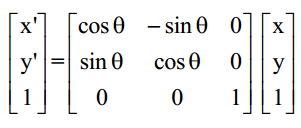 [x'] [cos θ  − sin θ  0] [x]
[y'] = [sin θ  cos θ  0] [y]
[1] [0  0  1] [1]